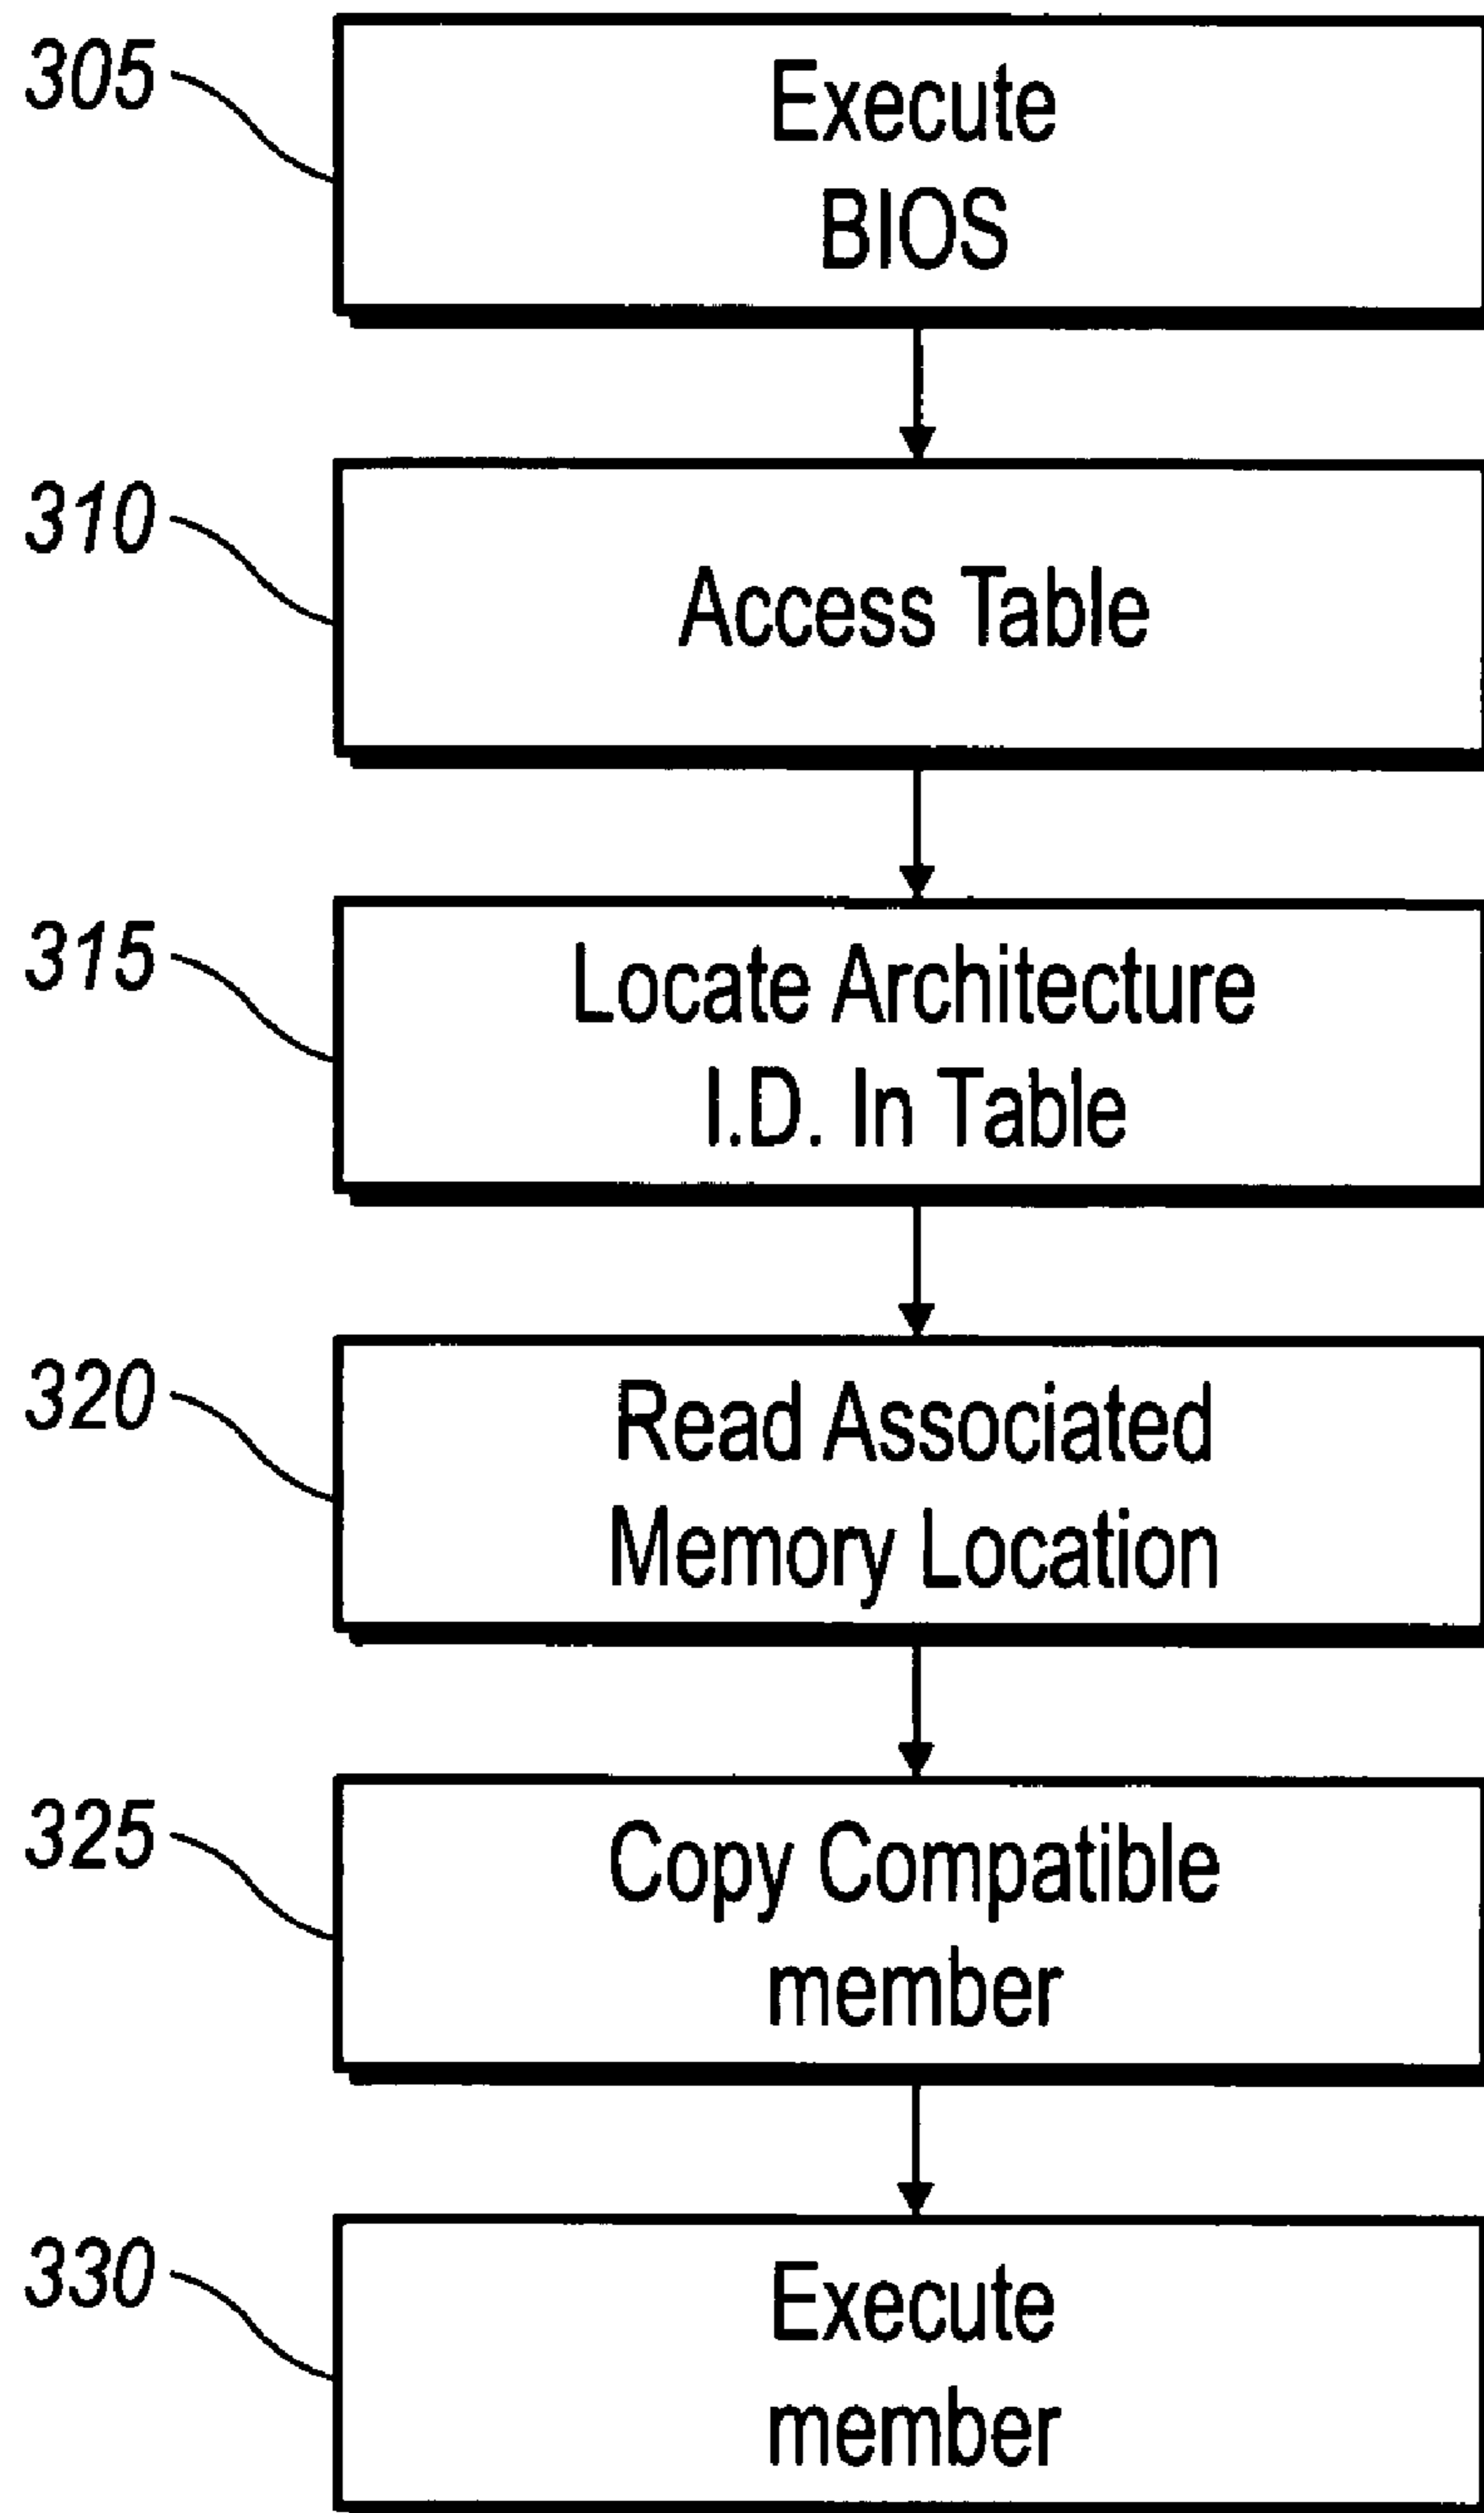 305
Execute
BIOS
310
Access Table
315
Locate Architecture
I.D. In Table
320
Read Associated
Memory Location
325
Copy Compatible
member
330
Execute
member